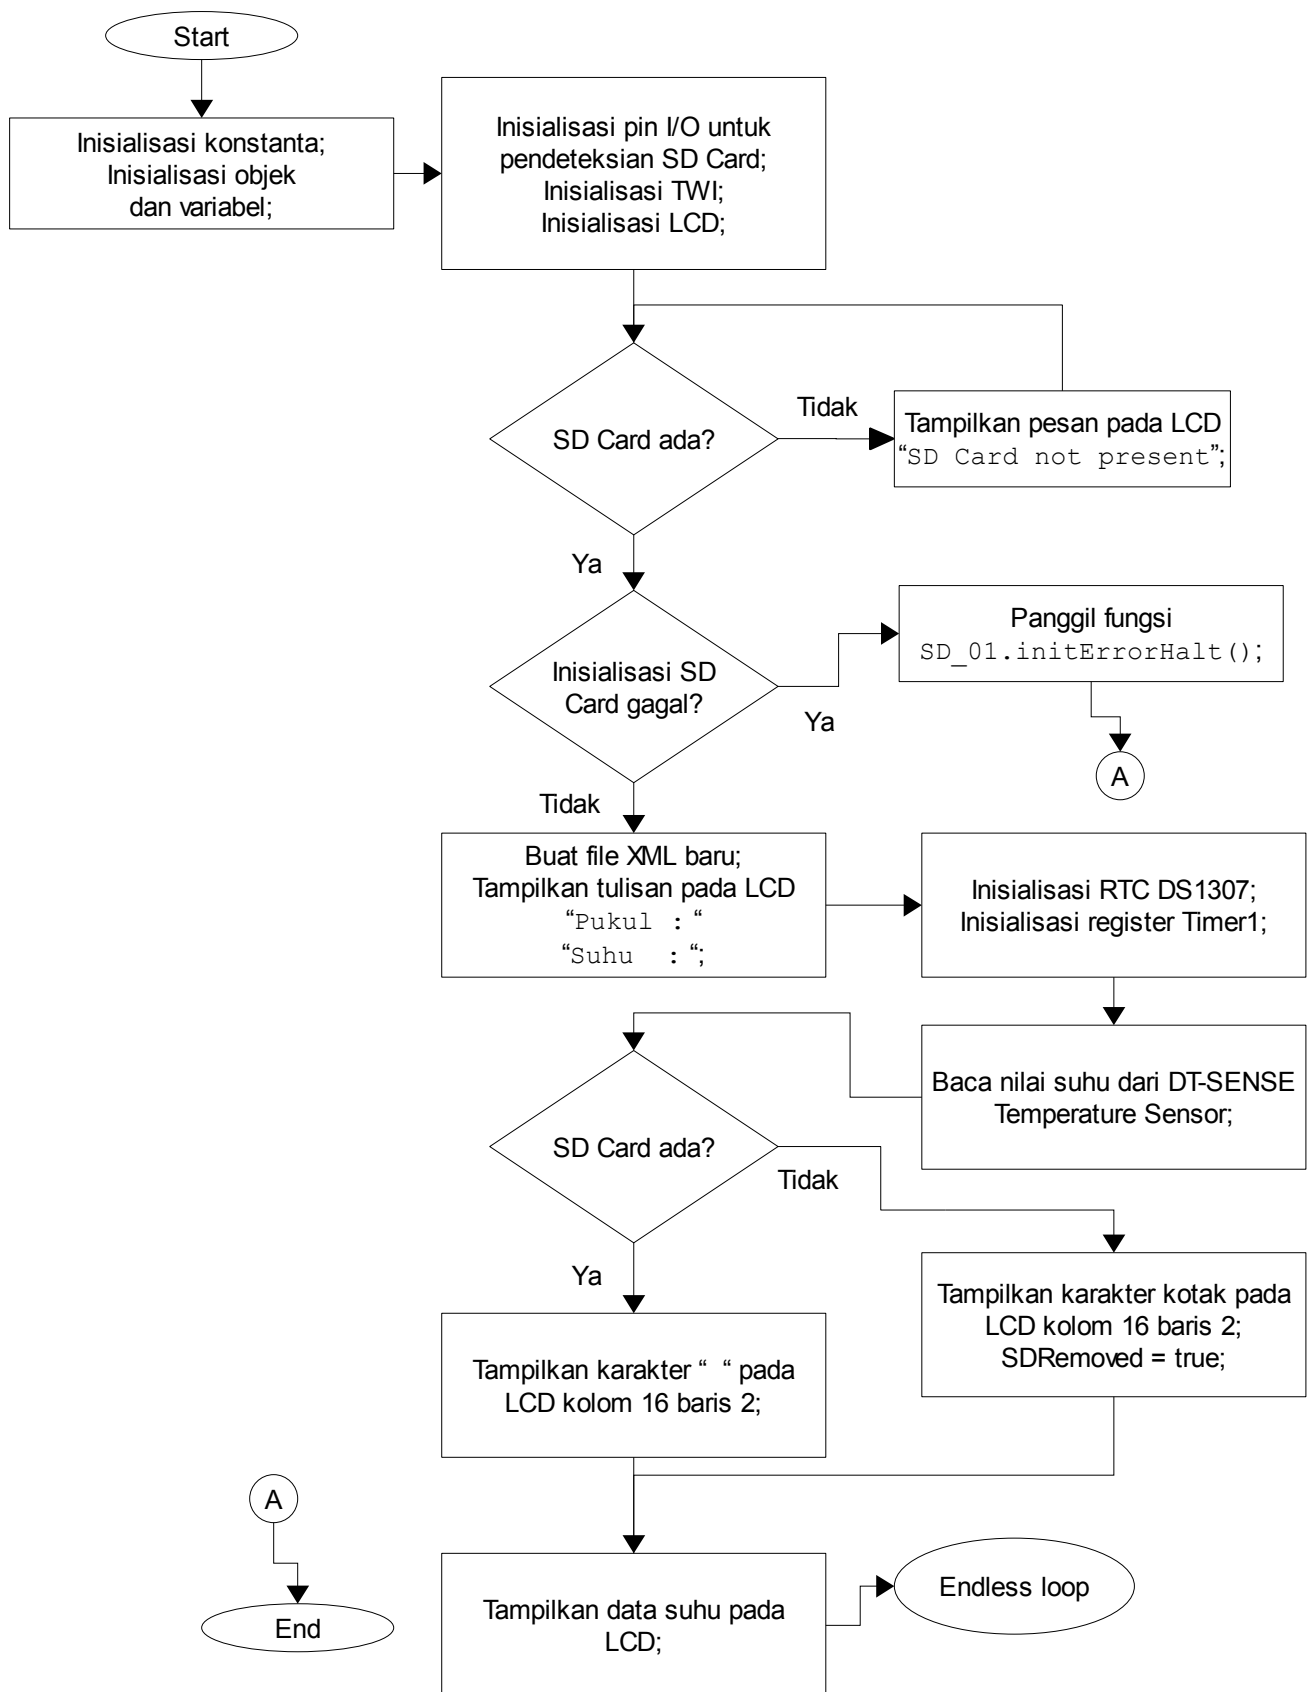 Start
Inisialisasi konstanta;
Inisialisasi objek
dan variabel;
Inisialisasi pin I/O untuk
pendeteksian SD Card;
Inisialisasi TWI;
Inisialisasi LCD;
SD Card ada?
Tidak
Tampilkan pesan pada LCD
“SD Card not present”;
Ya
Inisialisasi SD
Card gagal?
Ya
Panggil fungsi
SD_01.initErrorHalt();
A
Tidak
Buat file XML baru;
Tampilkan tulisan pada LCD
“Pukul : “
“Suhu  : “;
Inisialisasi RTC DS1307;
Inisialisasi register Timer1;
Baca nilai suhu dari DT-SENSE
Temperature Sensor;
SD Card ada?
Tidak
Ya
Tampilkan karakter kotak pada
LCD kolom 16 baris 2;
SDRemoved = true;
Tampilkan karakter “  “ pada
LCD kolom 16 baris 2;
A
End
Tampilkan data suhu pada
LCD;
Endless loop